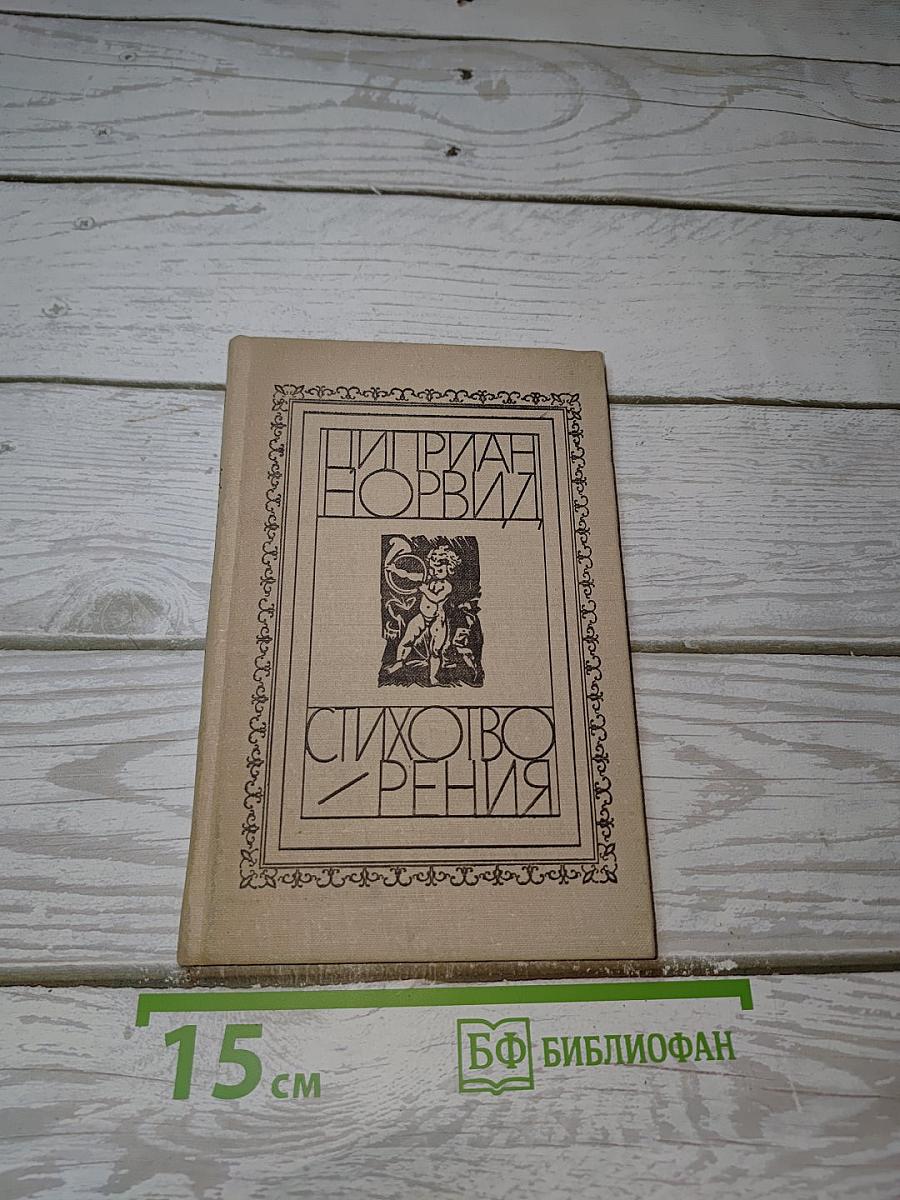 ЦИПРИАН
НОРВИД
СТИХОТВО
/РЕНИЯ
15 см
БФ БИБЛИОФАН